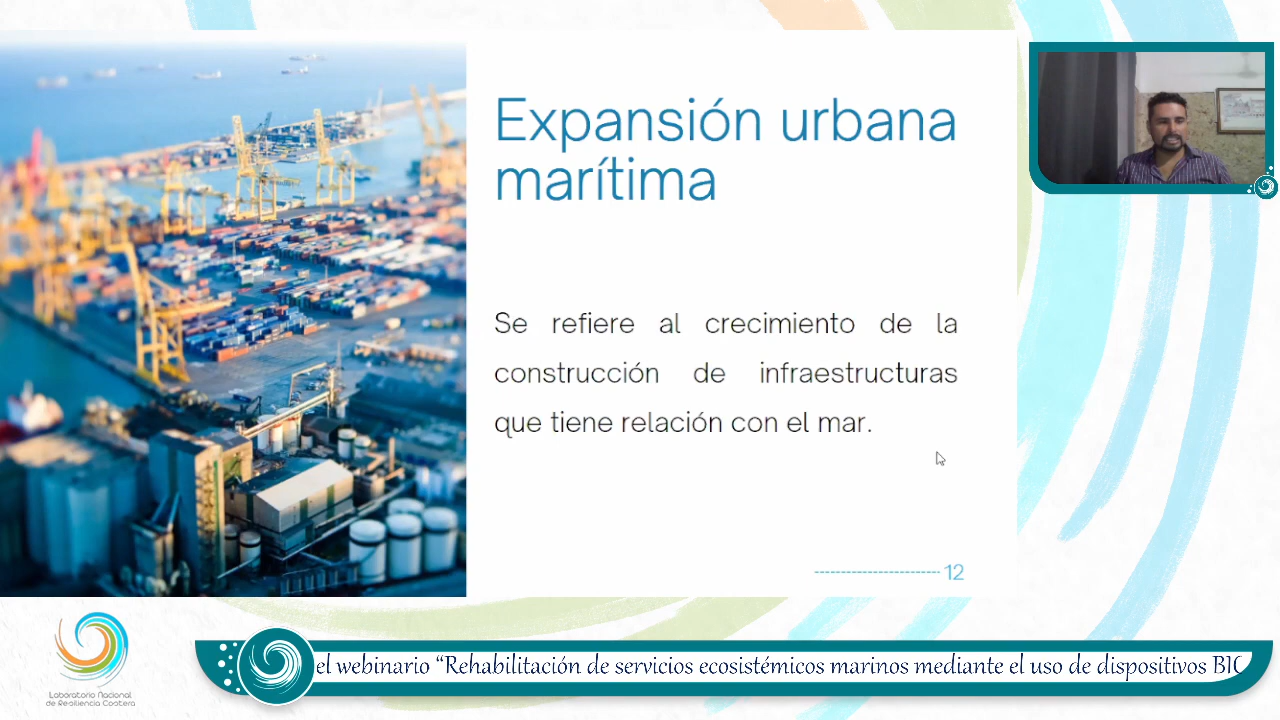 Expansión urbana
marítima
Se refiere al crecimiento de la
construcción de infraestructuras
que tiene relación con el mar.
12
Laboratorio Nacional
de Resiliencia Costera
el webinario “Rehabilitación de servicios ecosistémicos marinos mediante el uso de dispositivos